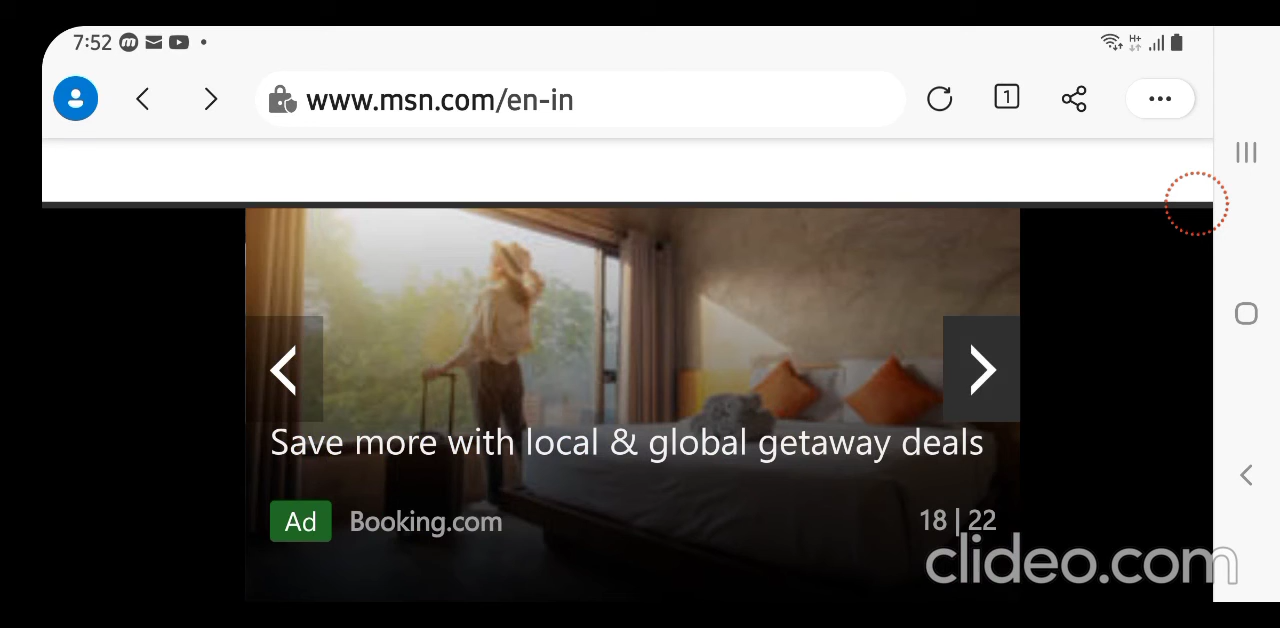 7:52
H+
www.msn.com/en-in
1
Save more with local & global getaway deals
Ad Booking.com 18 | 22
clideo.com